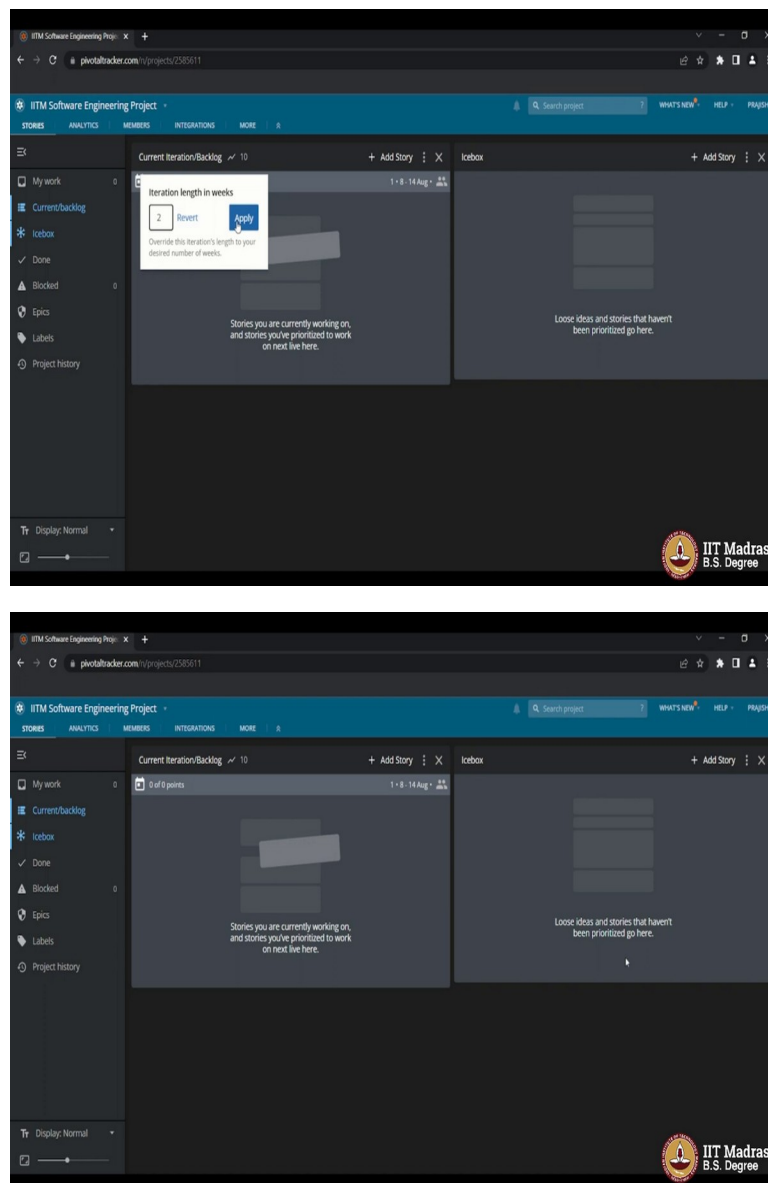 IITM Software Engineering Proje
pivotaltracker.com/n/projects/2585611
IITM Software Engineering Project
Search project ?
WHAT'S NEW HELP PRAJISH
STORIES ANALYTICS MEMBERS INTEGRATIONS MORE
Current Iteration/Backlog 10 + Add Story
Icebox + Add Story
My work 0
Current/backlog
Icebox
Done
Blocked 0
Epics
Labels
Project history
1 • 8 - 14 Aug
Iteration length in weeks
2 Revert Apply
Override this iteration's length to your
desired number of weeks.
Stories you are currently working on,
and stories you've prioritized to work
on next live here.
Loose ideas and stories that haven't
been prioritized go here.
Display: Normal
IIT Madras
B.S. Degree
IITM Software Engineering Proje
pivotaltracker.com/n/projects/2585611
IITM Software Engineering Project
Search project ?
WHAT'S NEW HELP PRAJISH
STORIES ANALYTICS MEMBERS INTEGRATIONS MORE
Current Iteration/Backlog 10 + Add Story
Icebox + Add Story
My work 0
Current/backlog
Icebox
Done
Blocked 0
Epics
Labels
Project history
0 of 0 points 1 • 8 - 14 Aug
Stories you are currently working on,
and stories you've prioritized to work
on next live here.
Loose ideas and stories that haven't
been prioritized go here.
Display: Normal
IIT Madras
B.S. Degree